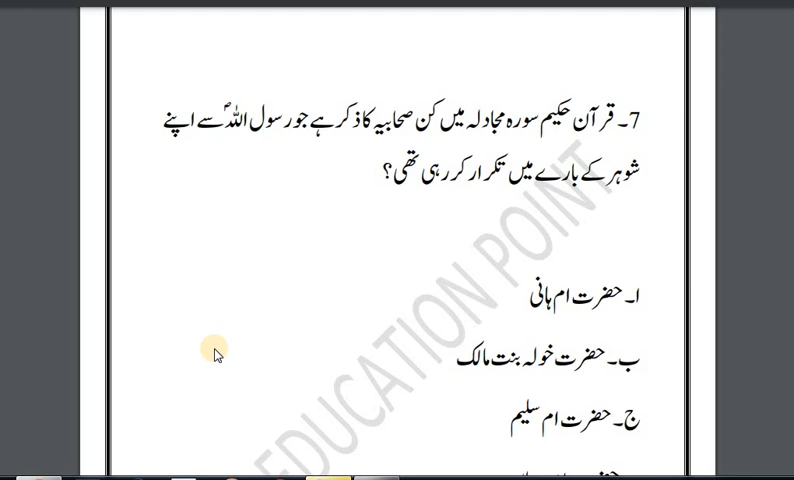 7۔ قرآن حکیم سورہ مجادلہ میں کن صحابیہ کا ذکر ہے جو رسول اللہؐ سے اپنے
شوہر کے بارے میں تکرار کر رہی تھی؟
ا۔ حضرت ام ہانی
ب۔ حضرت خولہ بنت مالک
ج۔ حضرت ام سلیم
EDUCATION POINT